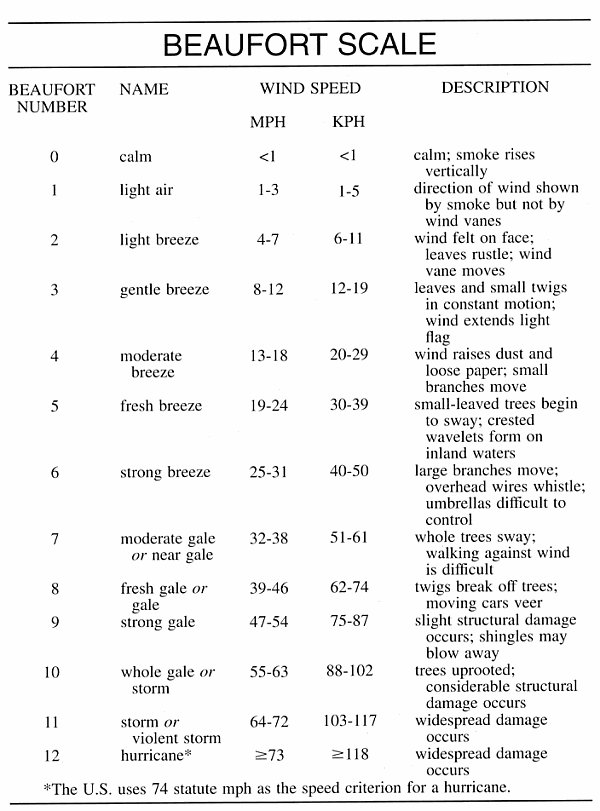 BEAUFORT SCALE
BEAUFORT NUMBER NAME WIND SPEED DESCRIPTION
MPH KPH
0 calm <1 <1 calm; smoke rises
vertically
1 light air 1-3 1-5 direction of wind shown
by smoke but not by
wind vanes
2 light breeze 4-7 6-11 wind felt on face;
leaves rustle; wind
vane moves
3 gentle breeze 8-12 12-19 leaves and small twigs
in constant motion;
wind extends light
flag
4 moderate 13-18 20-29 wind raises dust and
breeze loose paper; small
branches move
5 fresh breeze 19-24 30-39 small-leaved trees begin
to sway; crested
wavelets form on
inland waters
6 strong breeze 25-31 40-50 large branches move;
overhead wires whistle;
umbrellas difficult to
control
7 moderate gale 32-38 51-61 whole trees sway;
or near gale walking against wind
is difficult
8 fresh gale or 39-46 62-74 twigs break off trees;
gale moving cars veer
9 strong gale 47-54 75-87 slight structural damage
occurs; shingles may
blow away
10 whole gale or 55-63 88-102 trees uprooted;
storm considerable structural
damage occurs
11 storm or 64-72 103-117 widespread damage
violent storm occurs
12 hurricane* ≥73 ≥118 widespread damage
occurs
*The U.S. uses 74 statute mph as the speed criterion for a hurricane.